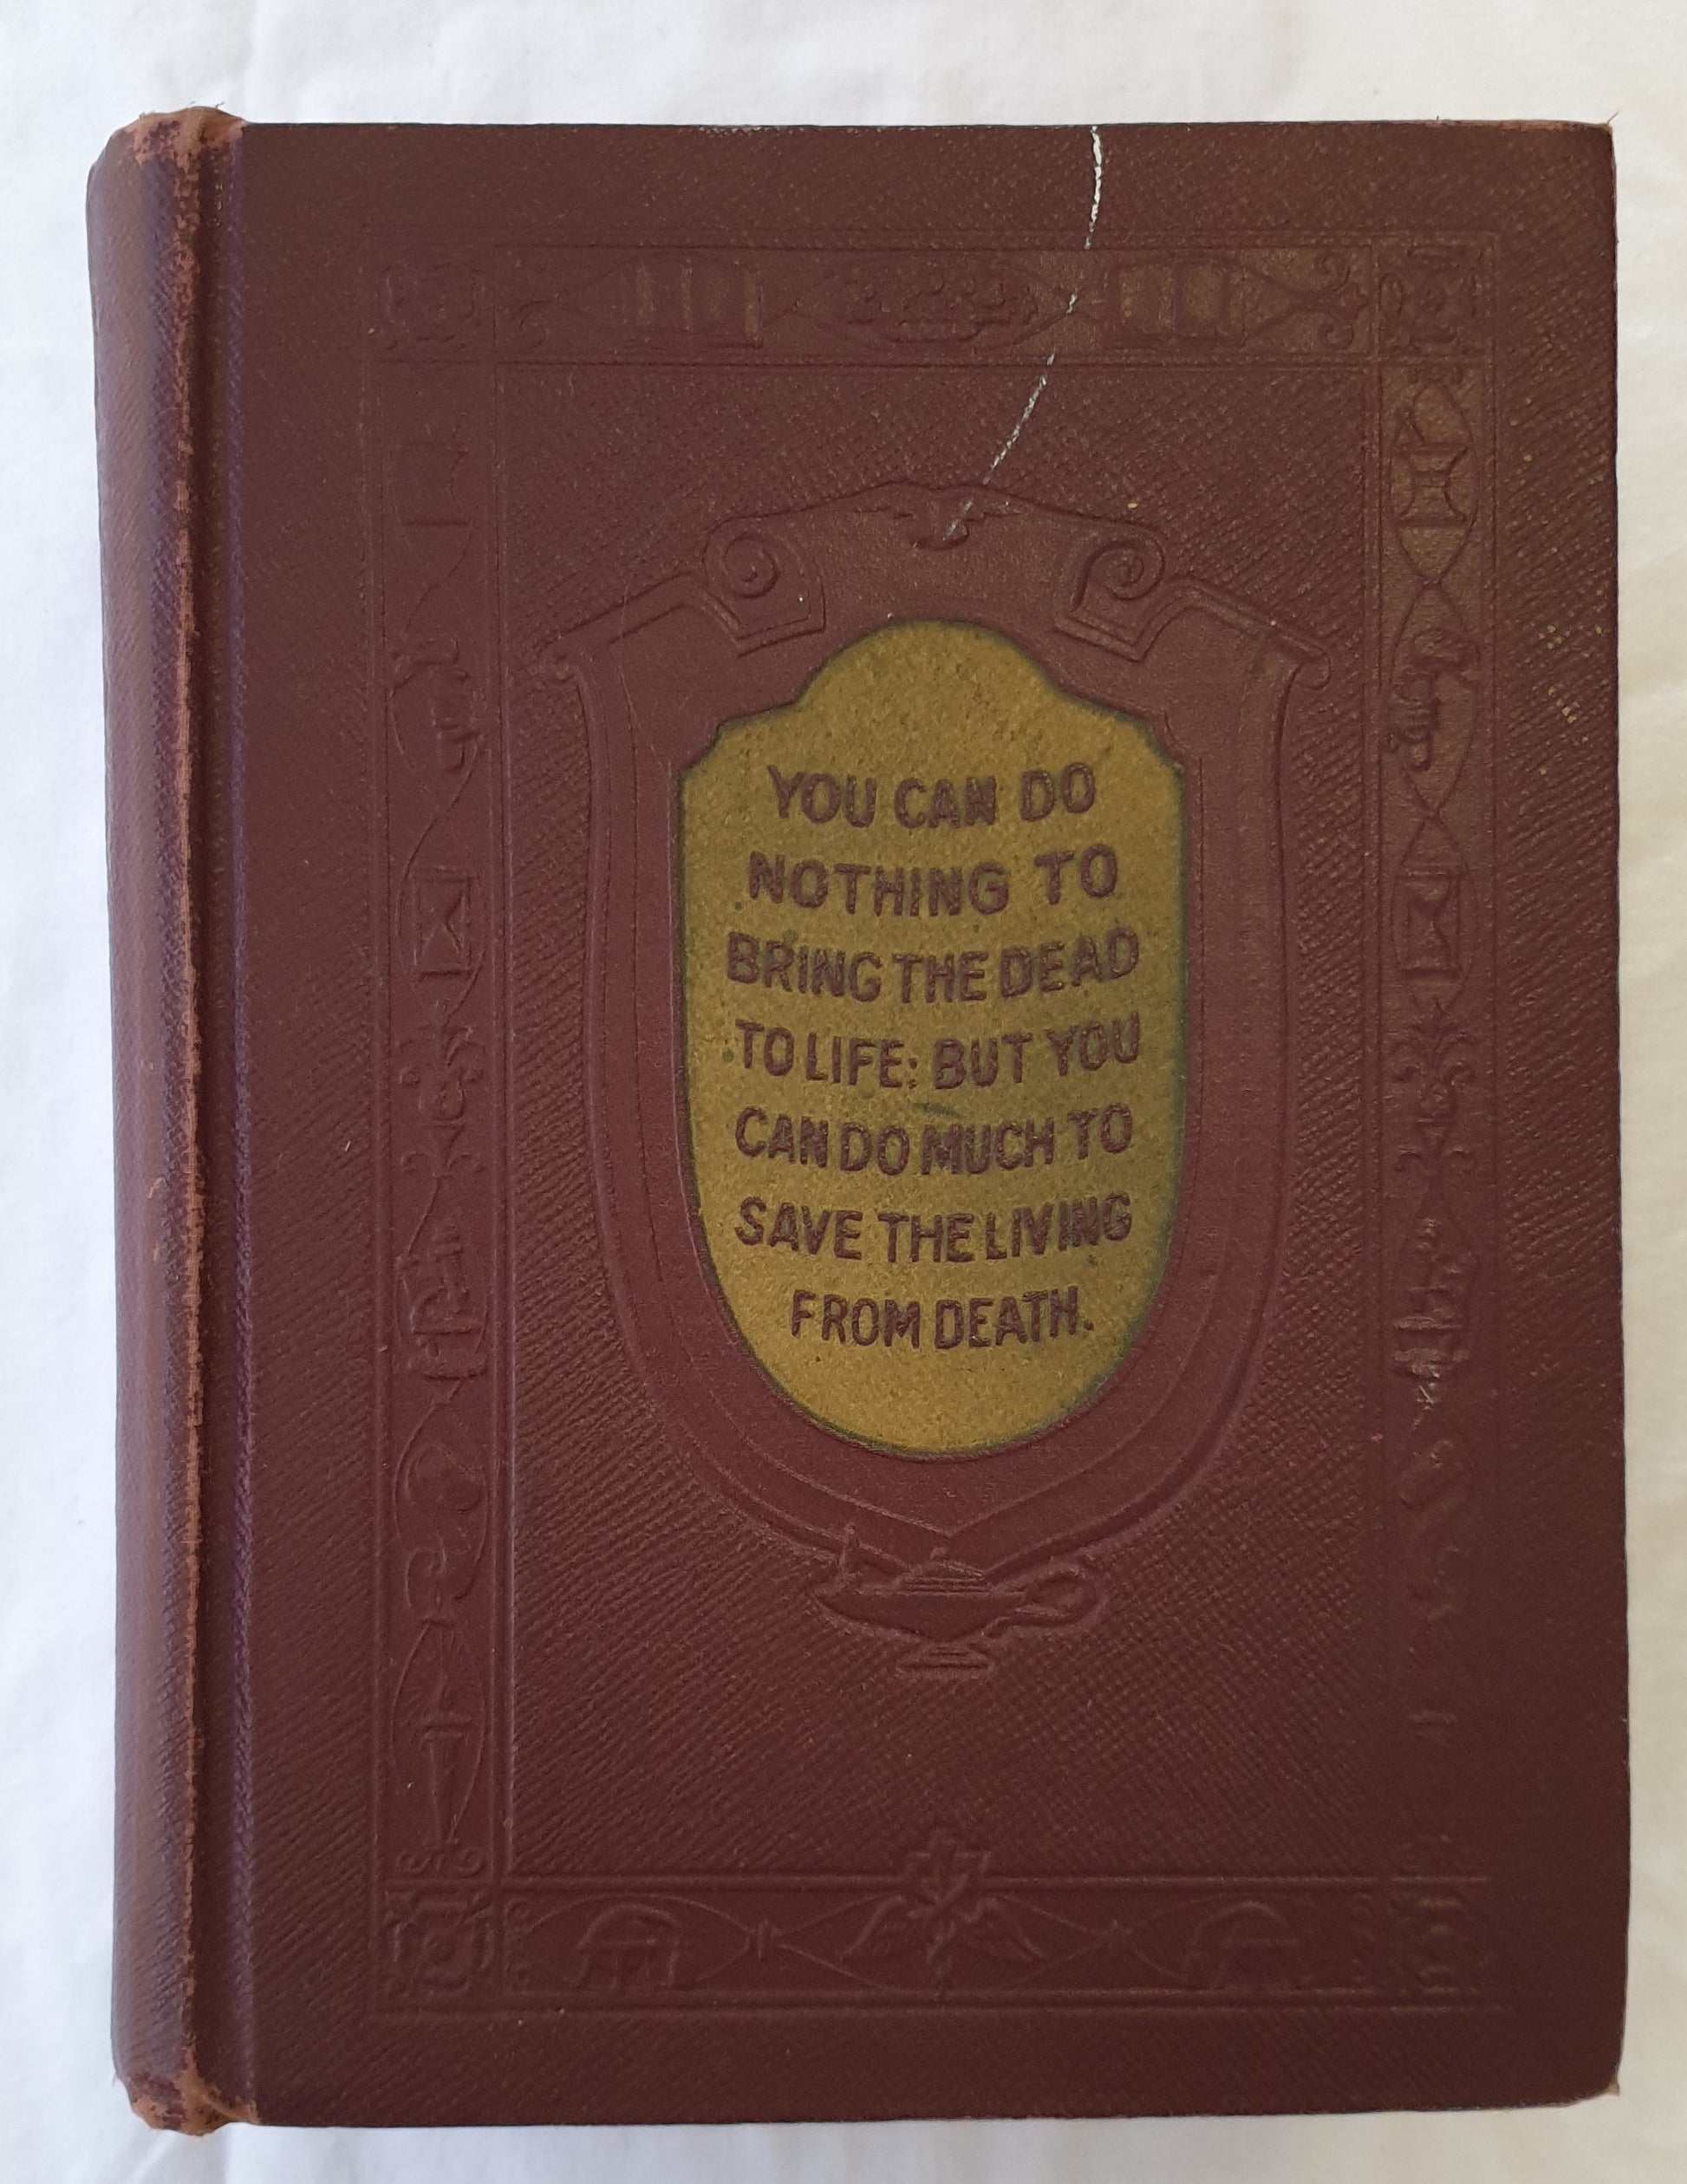 YOU CAN DO
NOTHING TO
BRING THE DEAD
TO LIFE: BUT YOU
CAN DO MUCH TO
SAVE THE LIVING
FROM DEATH.